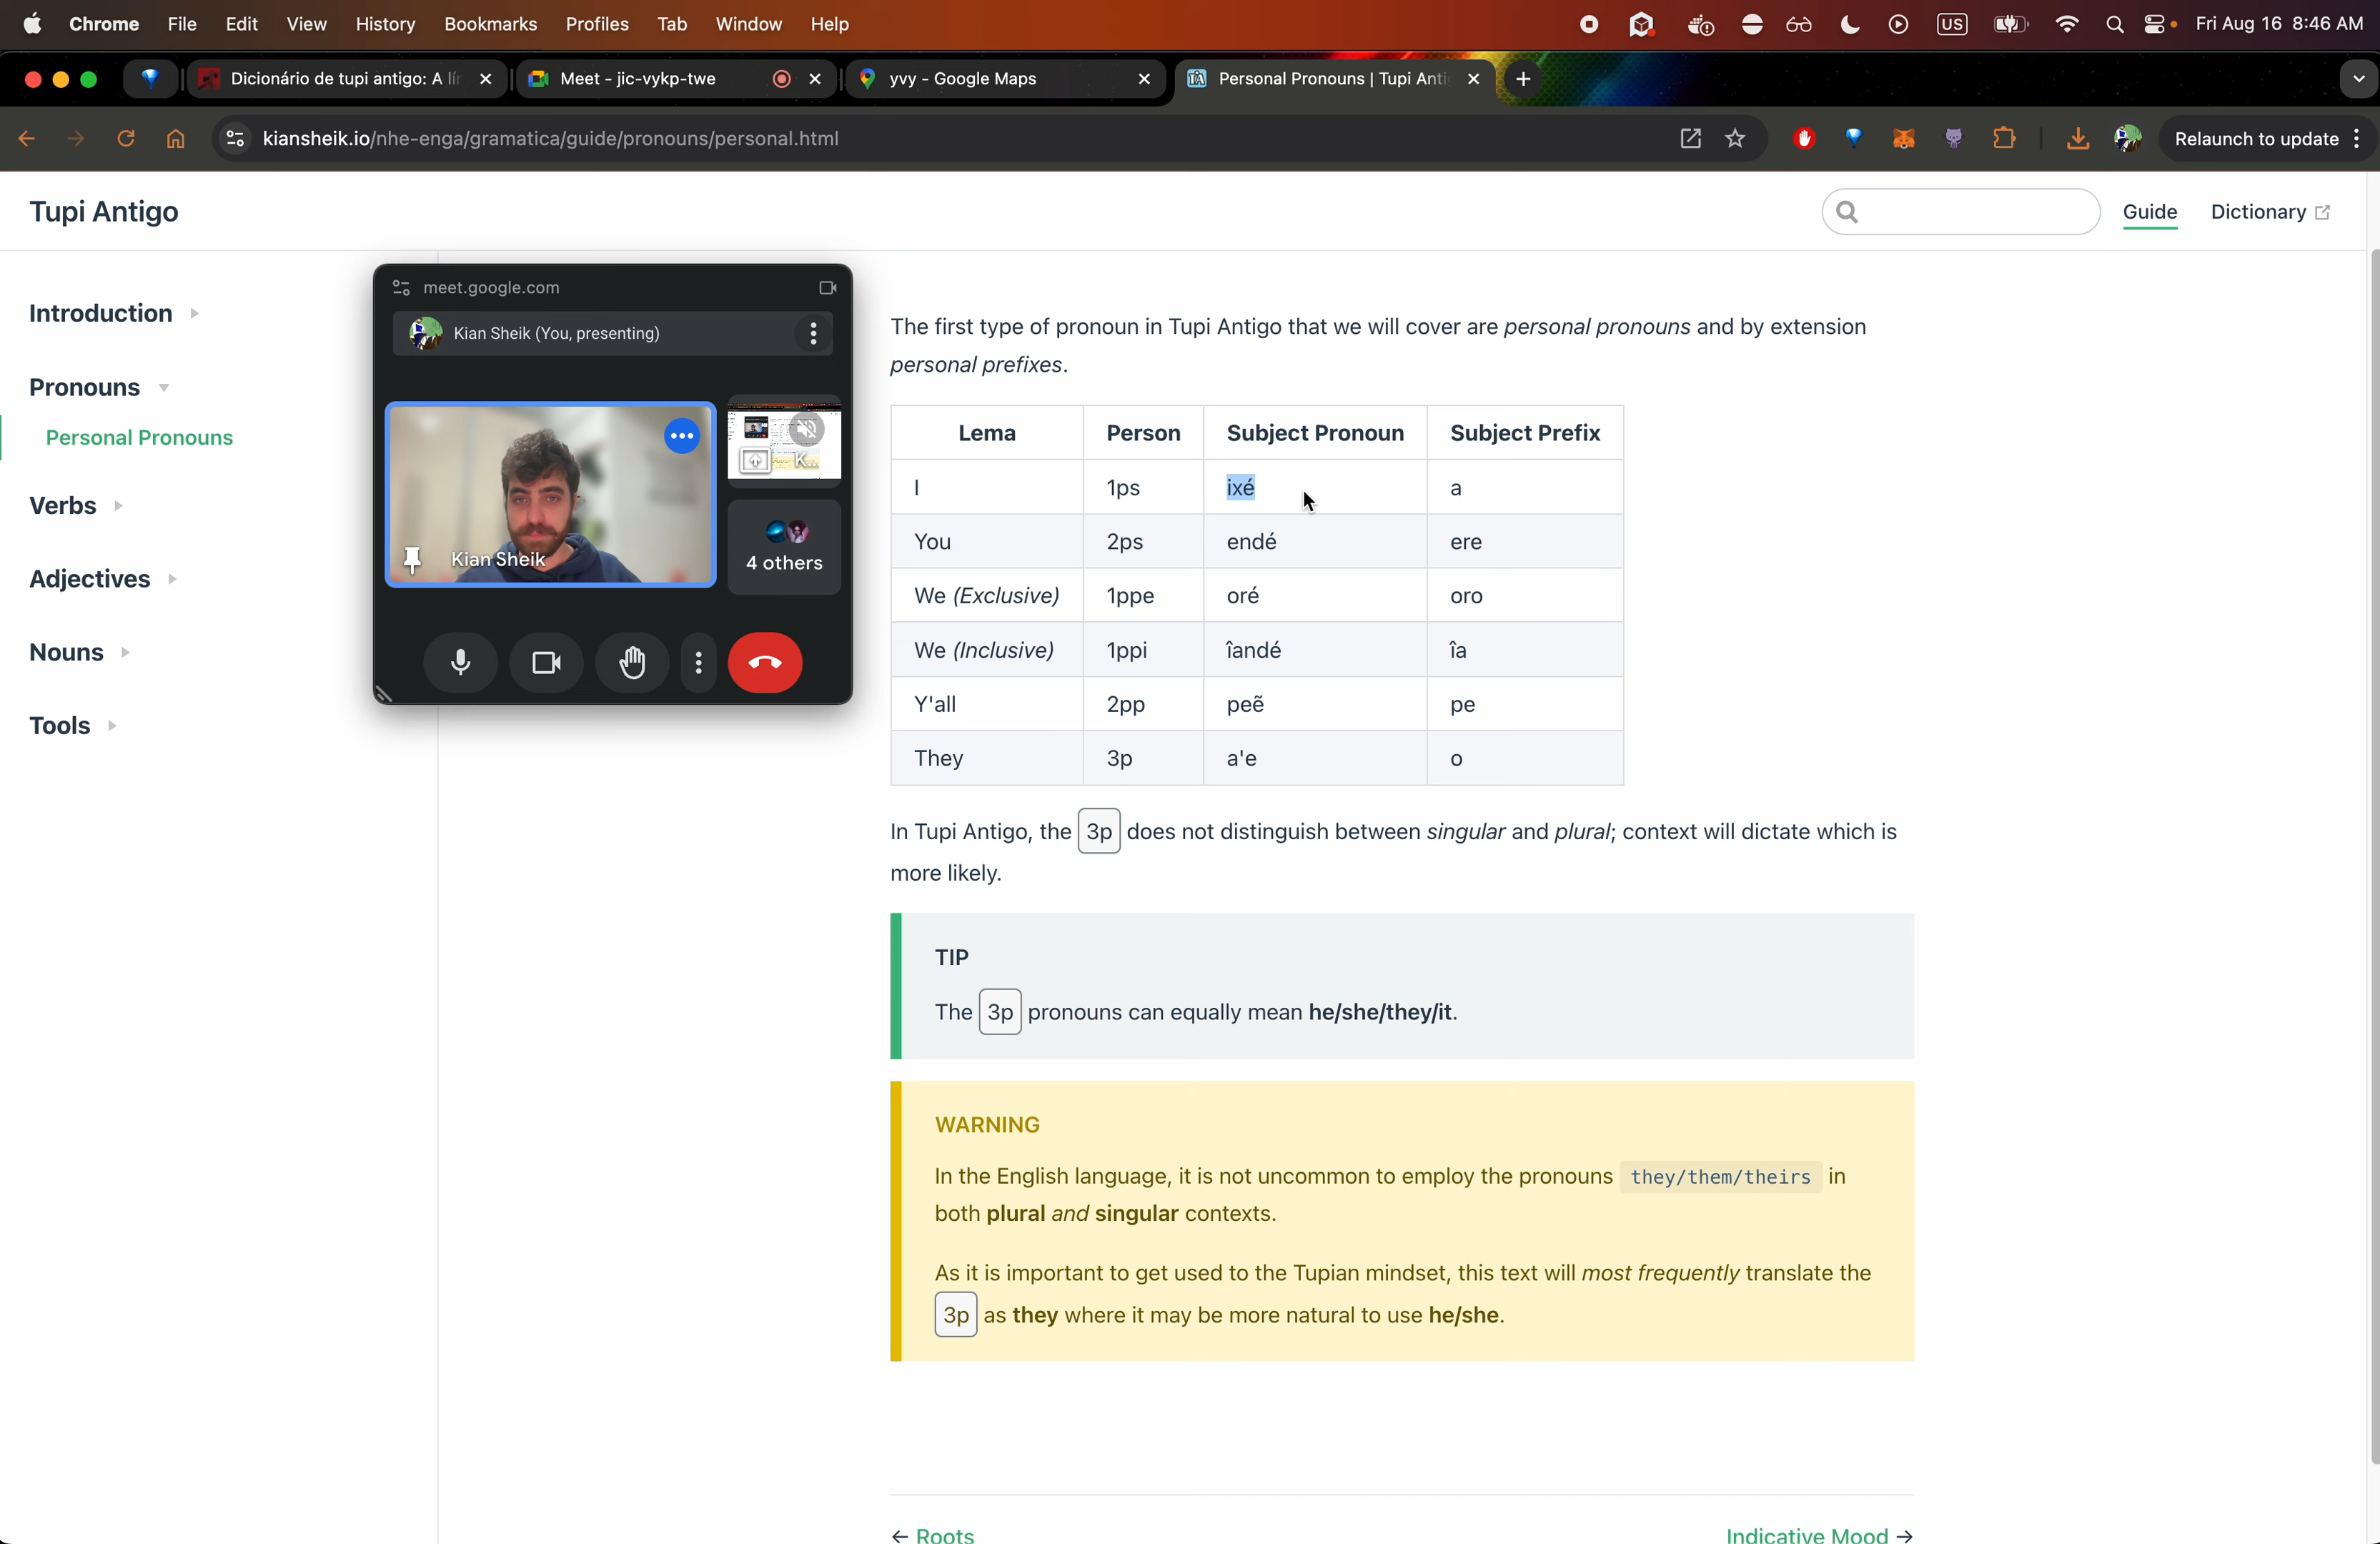 Chrome File Edit View History Bookmarks Profiles Tab Window Help US Fri Aug 16 8:46 AM
Dicionário de tupi antigo: A lín Meet - jic-vykp-twe yvy - Google Maps Personal Pronouns | Tupi Anti
kiansheik.io/nhe-enga/gramatica/guide/pronouns/personal.html Relaunch to update
Tupi Antigo Guide Dictionary
Introduction
Pronouns
Personal Pronouns
Verbs
Adjectives
Nouns
Tools
meet.google.com
Kian Sheik (You, presenting)
K...
Kian Sheik
4 others
The first type of pronoun in Tupi Antigo that we will cover are personal pronouns and by extension
personal prefixes.
Lema Person Subject Pronoun Subject Prefix
I 1ps ixé a
You 2ps endé ere
We (Exclusive) 1ppe oré oro
We (Inclusive) 1ppi îandé îa
Y'all 2pp peẽ pe
They 3p a'e o
In Tupi Antigo, the 3p does not distinguish between singular and plural; context will dictate which is
more likely.
TIP
The 3p pronouns can equally mean he/she/they/it.
WARNING
In the English language, it is not uncommon to employ the pronouns they/them/theirs in
both plural and singular contexts.
As it is important to get used to the Tupian mindset, this text will most frequently translate the
3p as they where it may be more natural to use he/she.
← Roots Indicative Mood →